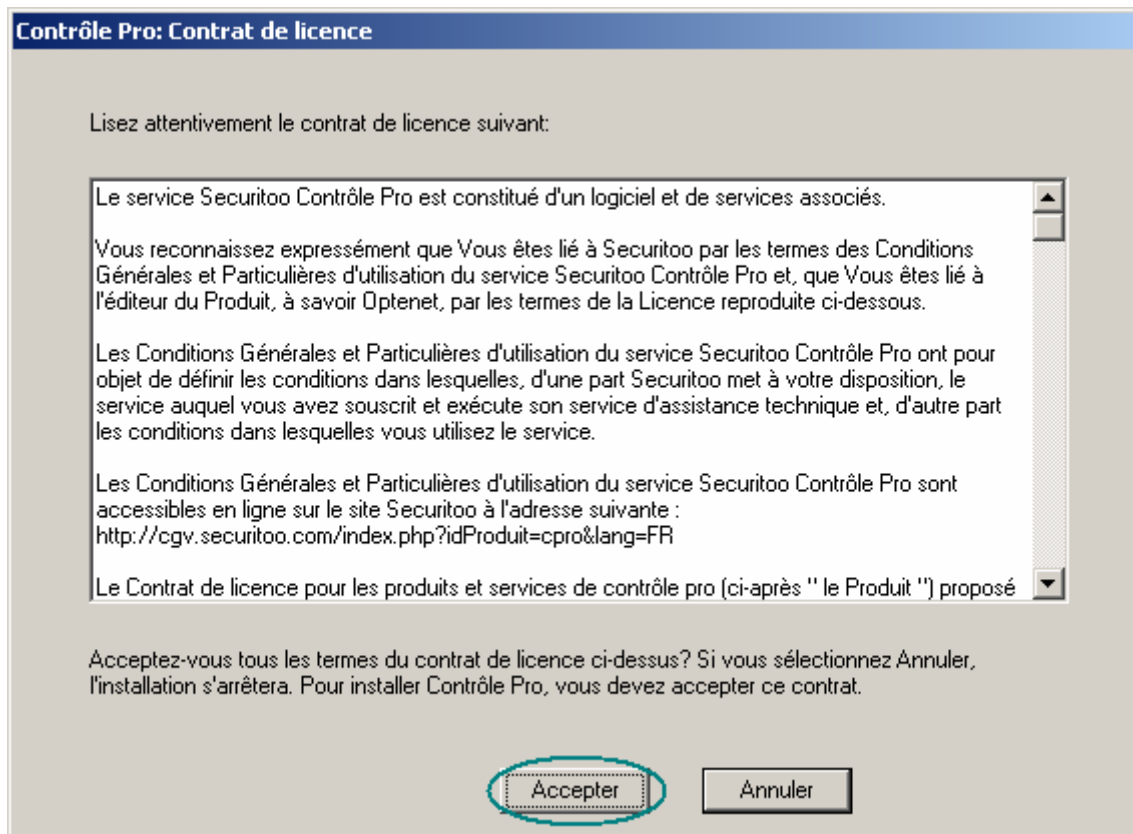 Contrôle Pro: Contrat de licence
Lisez attentivement le contrat de licence suivant:
Le service Securitoo Contrôle Pro est constitué d'un logiciel et de services associés.
Vous reconnaissez expressément que Vous êtes lié à Securitoo par les termes des Conditions
Générales et Particulières d'utilisation du service Securitoo Contrôle Pro et, que Vous êtes lié à
l'éditeur du Produit, à savoir Optenet, par les termes de la Licence reproduite ci-dessous.
Les Conditions Générales et Particulières d'utilisation du service Securitoo Contrôle Pro ont pour
objet de définir les conditions dans lesquelles, d'une part Securitoo met à votre disposition, le
service auquel vous avez souscrit et exécute son service d'assistance technique et, d'autre part
les conditions dans lesquelles vous utilisez le service.
Les Conditions Générales et Particulières d'utilisation du service Securitoo Contrôle Pro sont
accessibles en ligne sur le site Securitoo à l'adresse suivante :
http://cgv.securitoo.com/index.php?idProduit=cpro&lang=FR
Le Contrat de licence pour les produits et services de contrôle pro (ci-après " le Produit ") proposé
Acceptez-vous tous les termes du contrat de licence ci-dessus? Si vous sélectionnez Annuler,
l'installation s'arrêtera. Pour installer Contrôle Pro, vous devez accepter ce contrat.
Accepter
Annuler